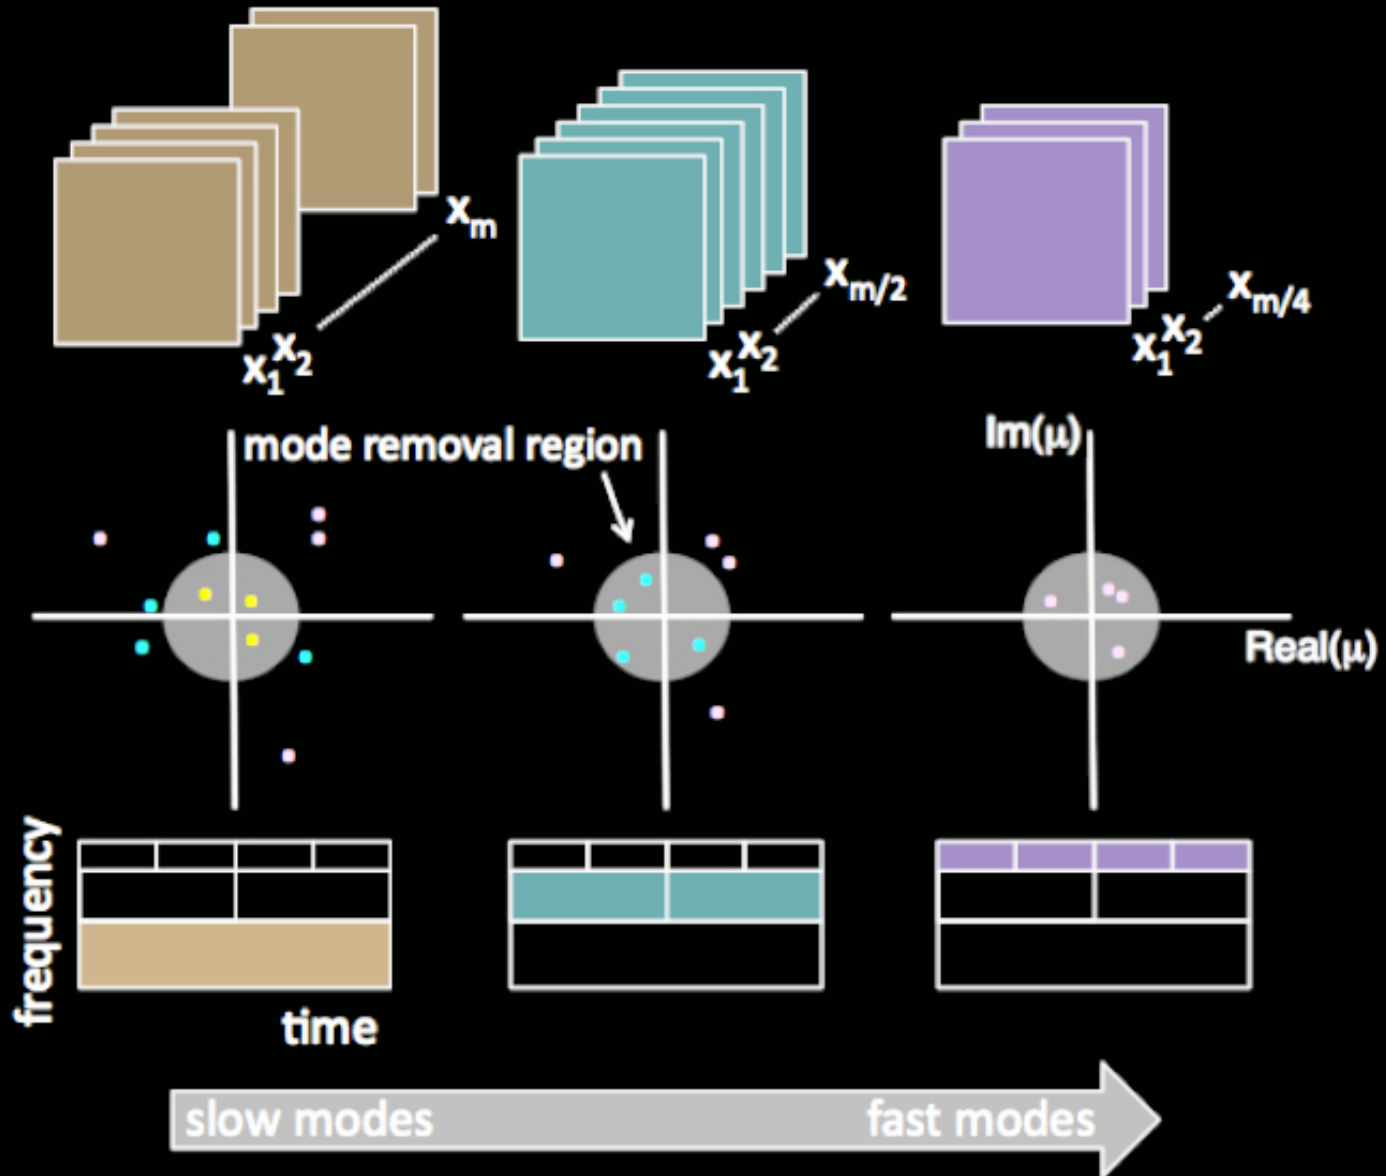 x₁x₂ xₘ
x₁x₂ xₘ/₂
x₁x₂ xₘ/₄
mode removal region
Im(μ)
Real(μ)
frequency
time
slow modes
fast modes